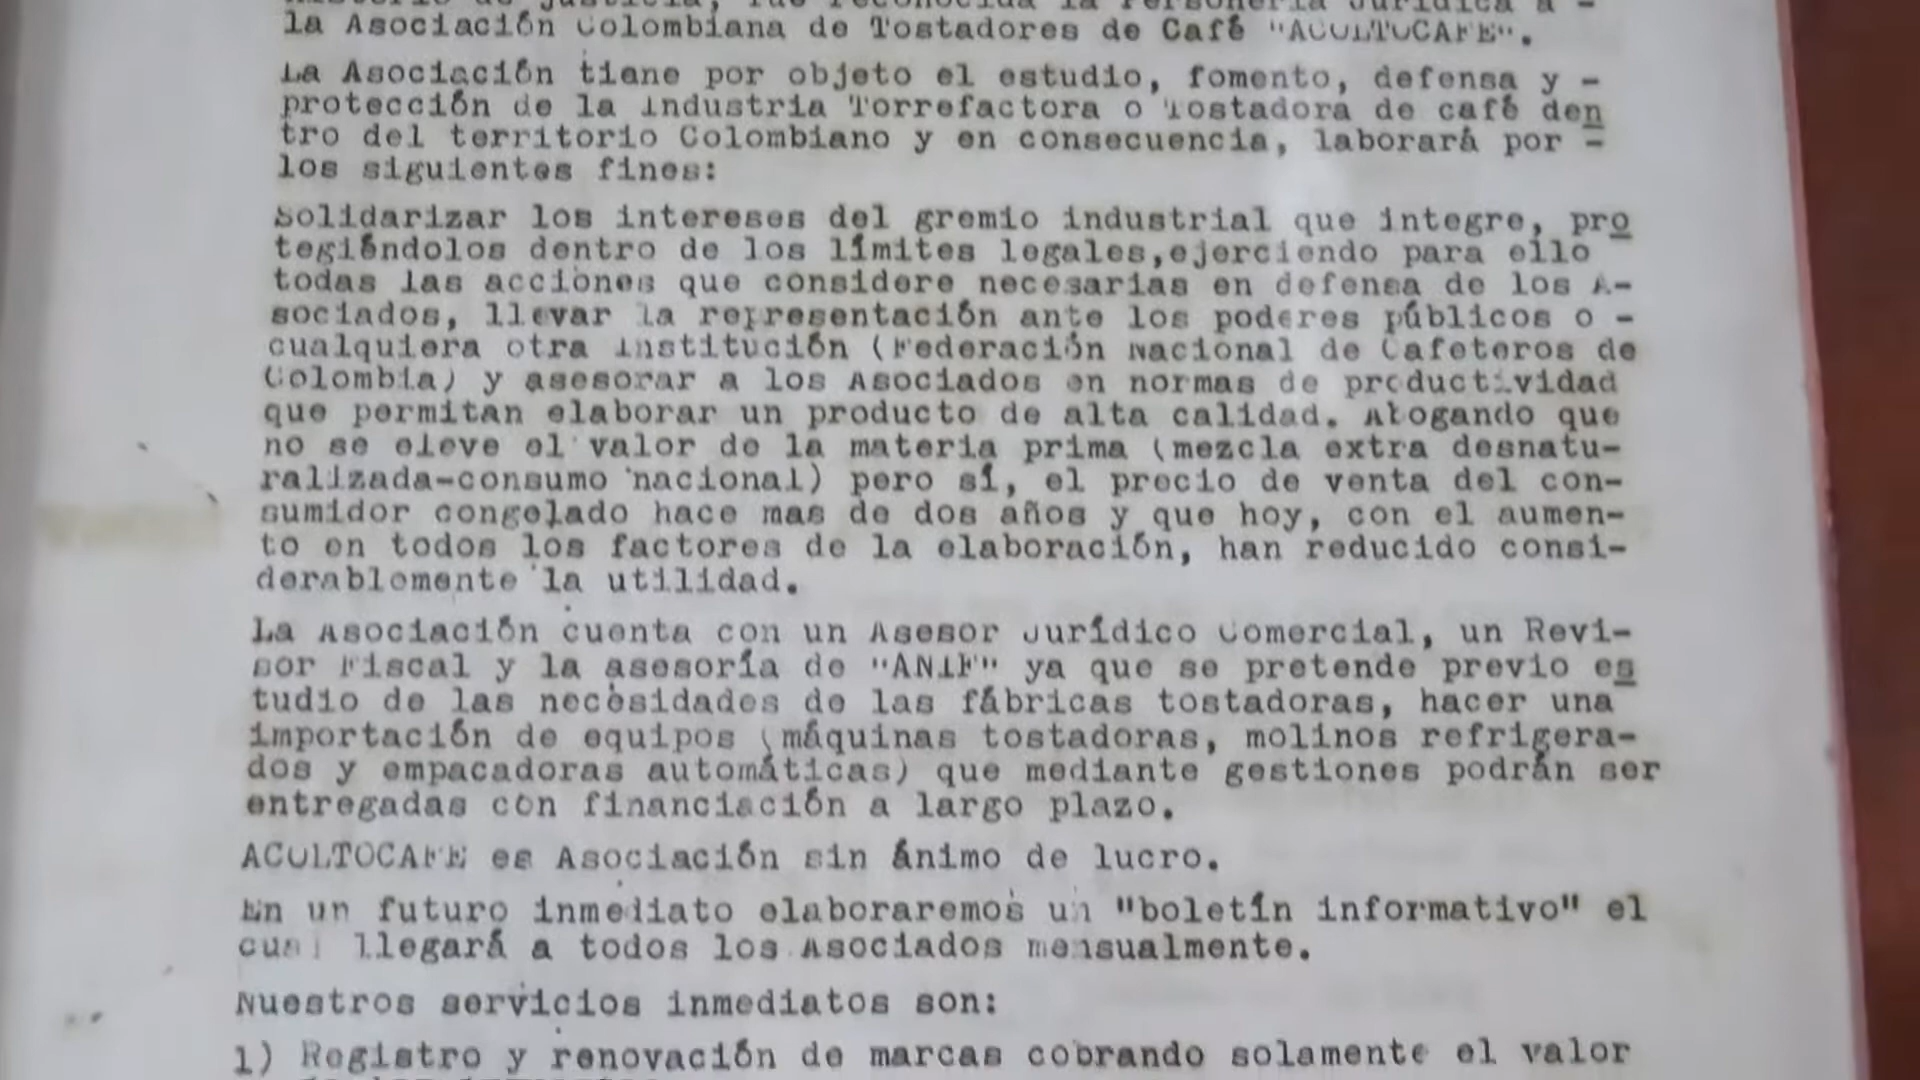 Ministerio de Justicia, fue reconocida la Personería Jurídica a -
la Asociación Colombiana de Tostadores de Café "ACOLTOCAFE".
La Asociación tiene por objeto el estudio, fomento, defensa y -
protección de la Industria Torrefactora o Tostadora de café den
tro del territorio Colombiano y en consecuencia, laborará por -
los siguientes fines:
Solidarizar los intereses del gremio industrial que integre, pro
tegiéndolos dentro de los límites legales,ejerciendo para ello
todas las acciones que considere necesarias en defensa de los A-
sociados, llevar la representación ante los poderes públicos o -
cualquiera otra Institución (Federación Nacional de Cafeteros de
Colombia) y asesorar a los Asociados en normas de productividad
que permitan elaborar un producto de alta calidad. Abogando que
no se eleve el valor de la materia prima (mezcla extra desnatu-
ralizada-consumo nacional) pero sí, el precio de venta del con-
sumidor congelado hace mas de dos años y que hoy, con el aumen-
to en todos los factores de la elaboración, han reducido consi-
derablemente la utilidad.
La Asociación cuenta con un Asesor Jurídico Comercial, un Revi-
sor Fiscal y la asesoría de "ANIF" ya que se pretende previo es
tudio de las necesidades de las fábricas tostadoras, hacer una
importación de equipos (máquinas tostadoras, molinos refrigera-
dos y empacadoras automáticas) que mediante gestiones podrán ser
entregadas con financiación a largo plazo.
ACOLTOCAFE es Asociación sin ánimo de lucro.
En un futuro inmediato elaboraremos un "boletín informativo" el
cual llegará a todos los Asociados mensualmente.
Nuestros servicios inmediatos son:
1) Registro y renovación de marcas cobrando solamente el valor